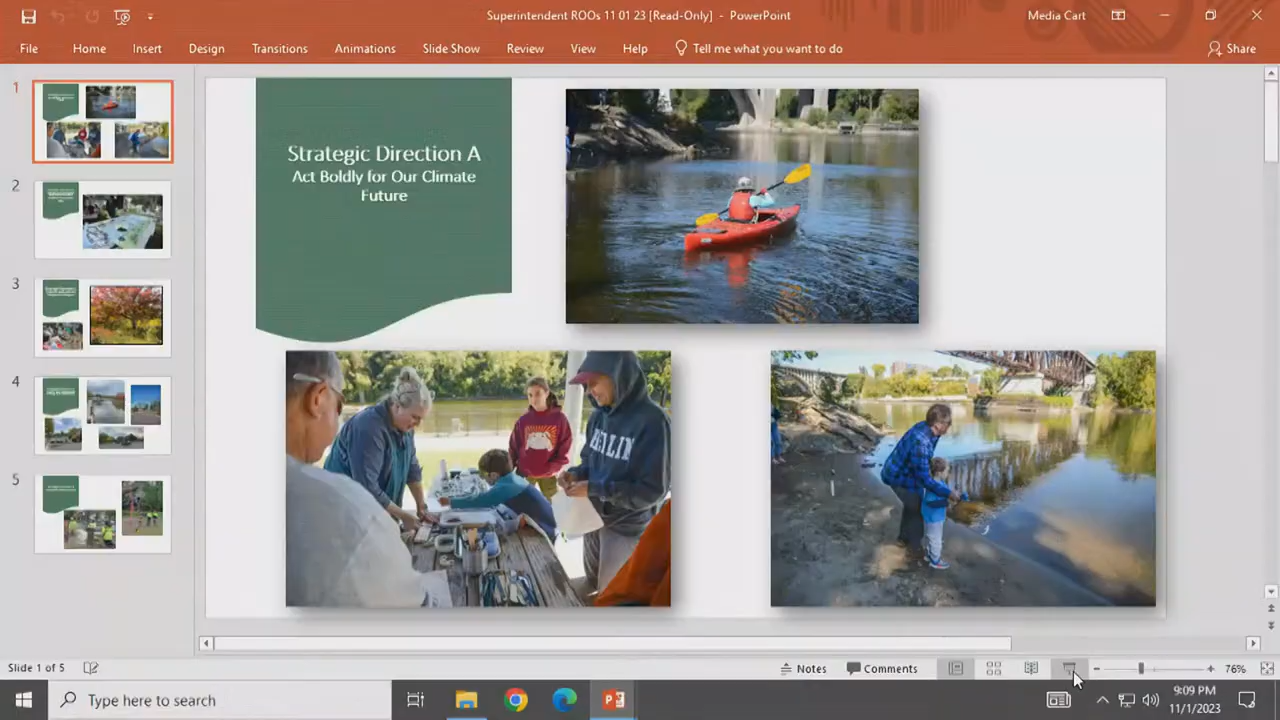 Superintendent ROOs 11 01 23 [Read-Only] - PowerPoint
Media Cart
File Home Insert Design Transitions Animations Slide Show Review View Help Tell me what you want to do Share
1
2
3
4
5
Strategic Direction A
Act Boldly for Our Climate
Future
Slide 1 of 5 Notes Comments 76%
Type here to search
9:09 PM
11/1/2023